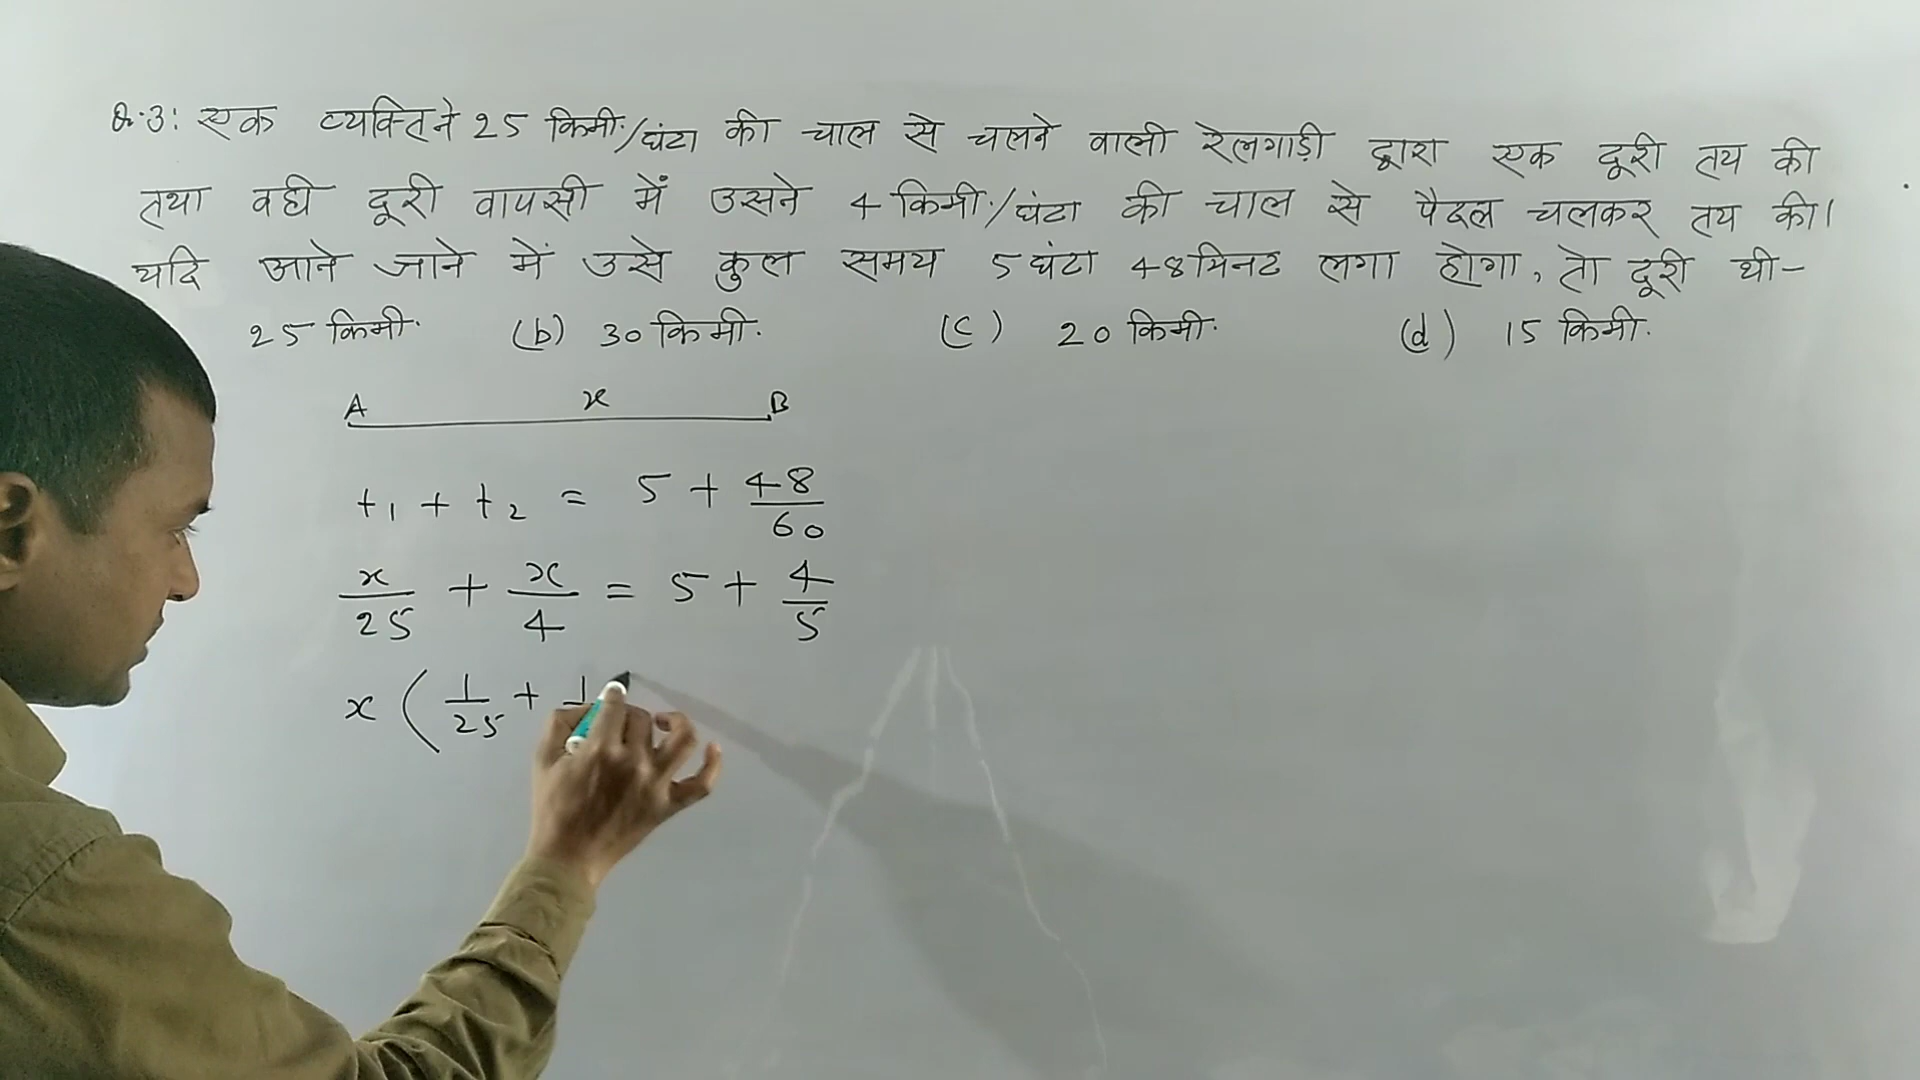 Q.3: एक व्यक्ति ने 25 किमी./घंटा की चाल से चलने वाली रेलगाड़ी द्वारा एक दूरी तय की
तथा वही दूरी वापसी में उसने 4 किमी./घंटा की चाल से पैदल चलकर तय की।
यदि आने जाने में उसे कुल समय 5 घंटा 48 मिनट लगा होगा, तो दूरी थी-
25 किमी. (b) 30 किमी. (c) 20 किमी. (d) 15 किमी.
A x B
t₁ + t₂ = 5 + 48/60
x/25 + x/4 = 5 + 4/5
x ( 1/25 + 1